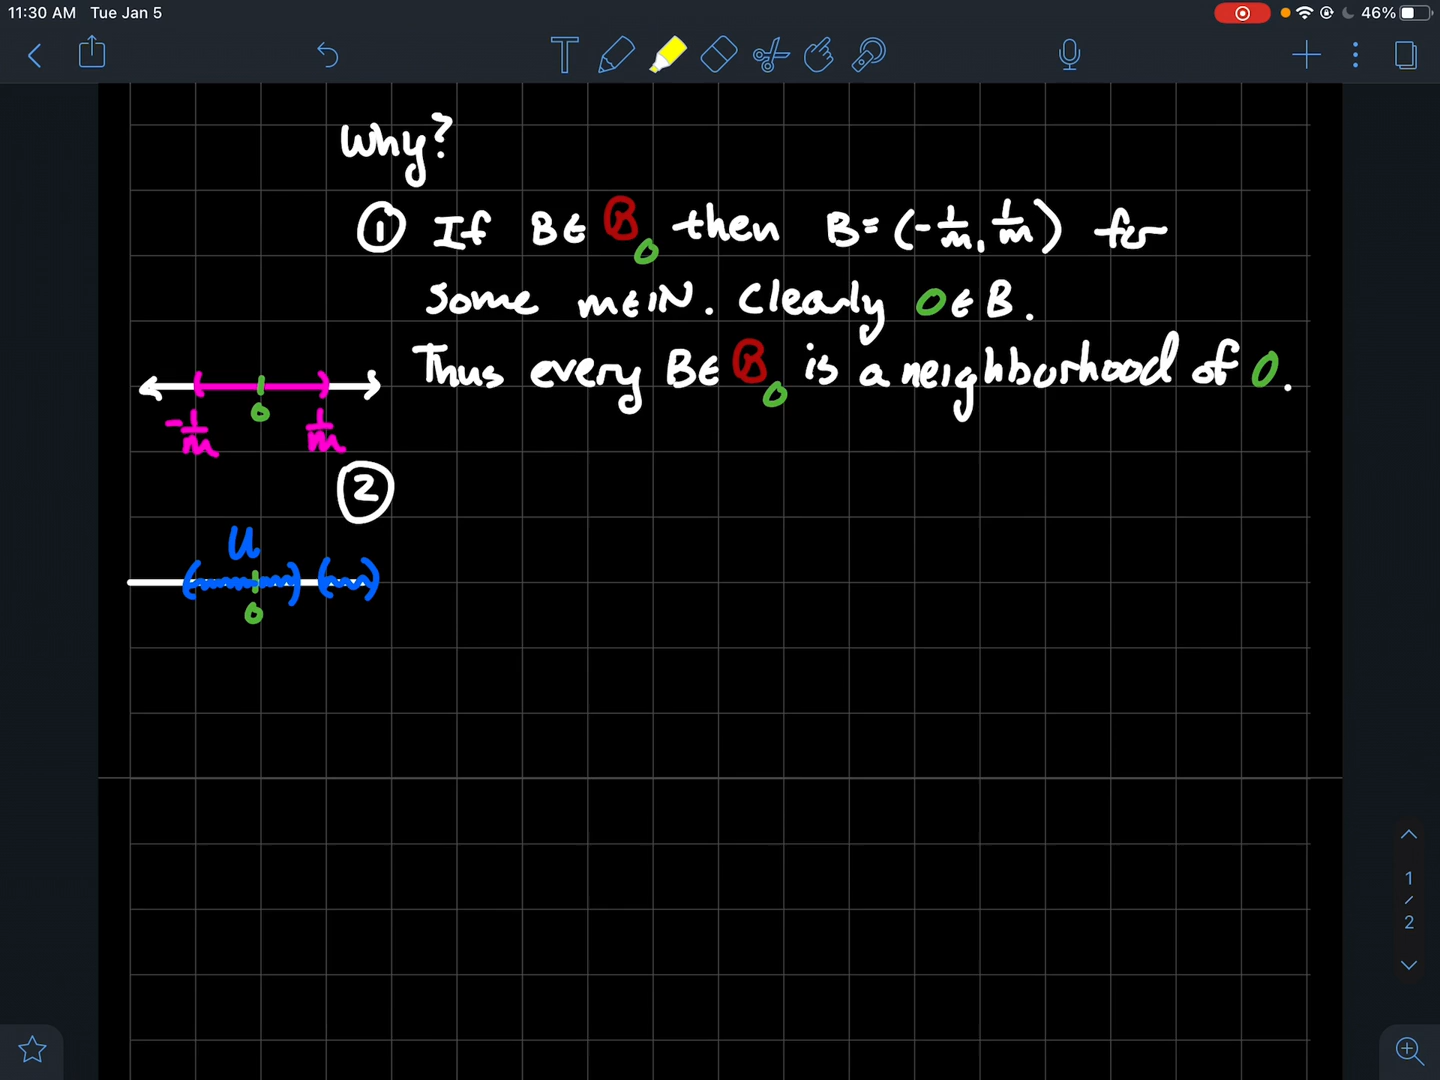 11:30 AM Tue Jan 5
46%
T
Why?
① If B ∈ 𝓑₀ then B = (-1/m, 1/m) for
some m ∈ ℕ. Clearly 0 ∈ B.
Thus every B ∈ 𝓑₀ is a neighborhood of 0.
0
-1/m 1/m
②
U
0
1
/
2